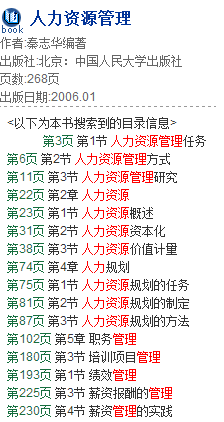 book
人力资源管理
作者:秦志华编著
出版社:北京：中国人民大学出版社
页数:268页
出版日期:2006.01
<以下为本书搜索到的目录信息>
第3页 第1节 人力资源管理任务
第6页 第2节 人力资源管理方式
第11页 第3节 人力资源管理研究
第22页 第2章 人力资源
第23页 第1节 人力资源概述
第31页 第2节 人力资源资本化
第38页 第3节 人力资源价值计量
第74页 第4章 人力规划
第75页 第1节 人力资源规划的任务
第81页 第2节 人力资源规划的制定
第87页 第3节 人力资源规划的方法
第102页 第5章 职务管理
第180页 第3节 培训项目管理
第193页 第1节 绩效管理
第225页 第3节 薪资报酬的管理
第230页 第4节 薪资管理的实践